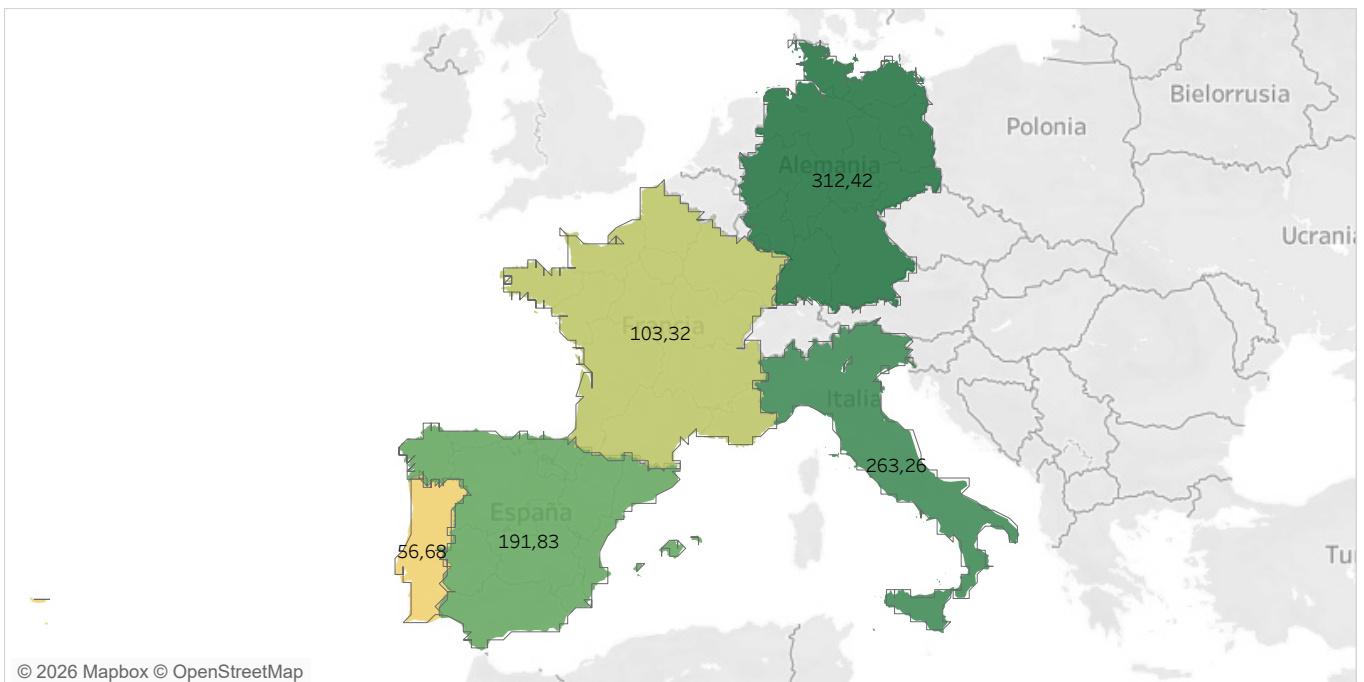 Bielorrusia
Polonia
Alemania
312,42
Ucrania
Francia
103,32
Italia
263,26
España
191,83
56,68
Tu
© 2026 Mapbox © OpenStreetMap